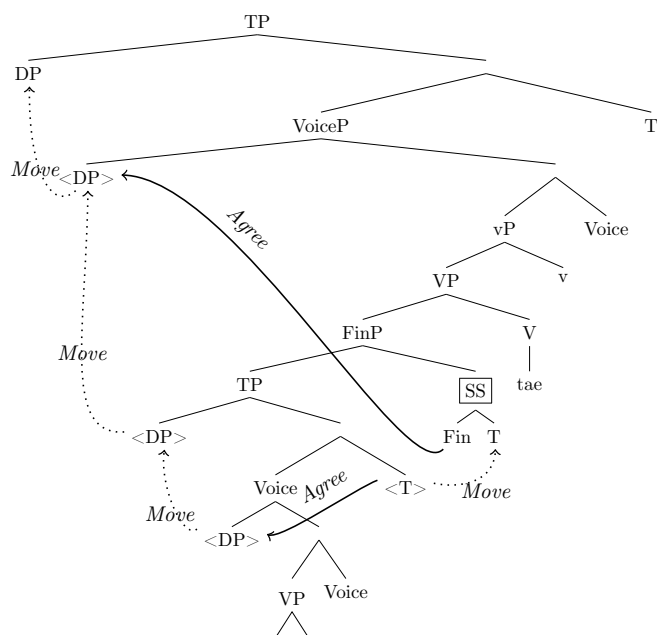 TP
DP
VoiceP T
Move <DP>
Agree
vP Voice
VP v
FinP V
Move
TP SS tae
<DP> Fin T
Voice Agree <T> Move
Move <DP>
VP Voice